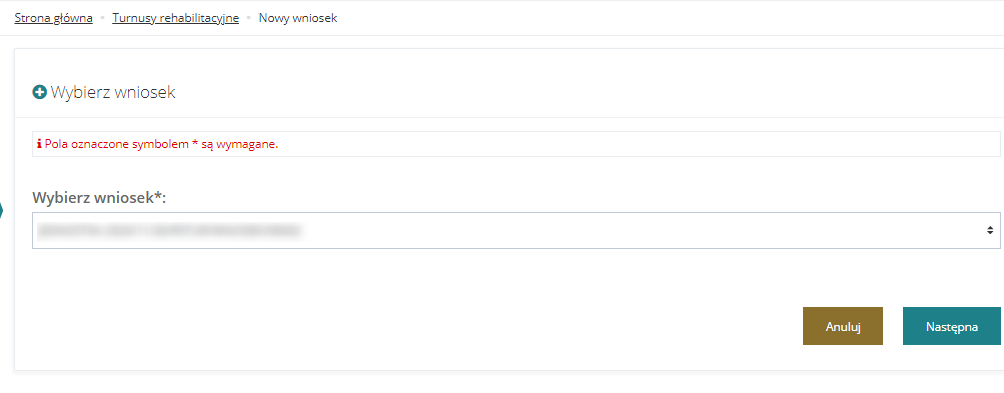 Strona główna Turnusy rehabilitacyjne Nowy wniosek
Wybierz wniosek
Pola oznaczone symbolem * są wymagane.
Wybierz wniosek*:
Anuluj Następna